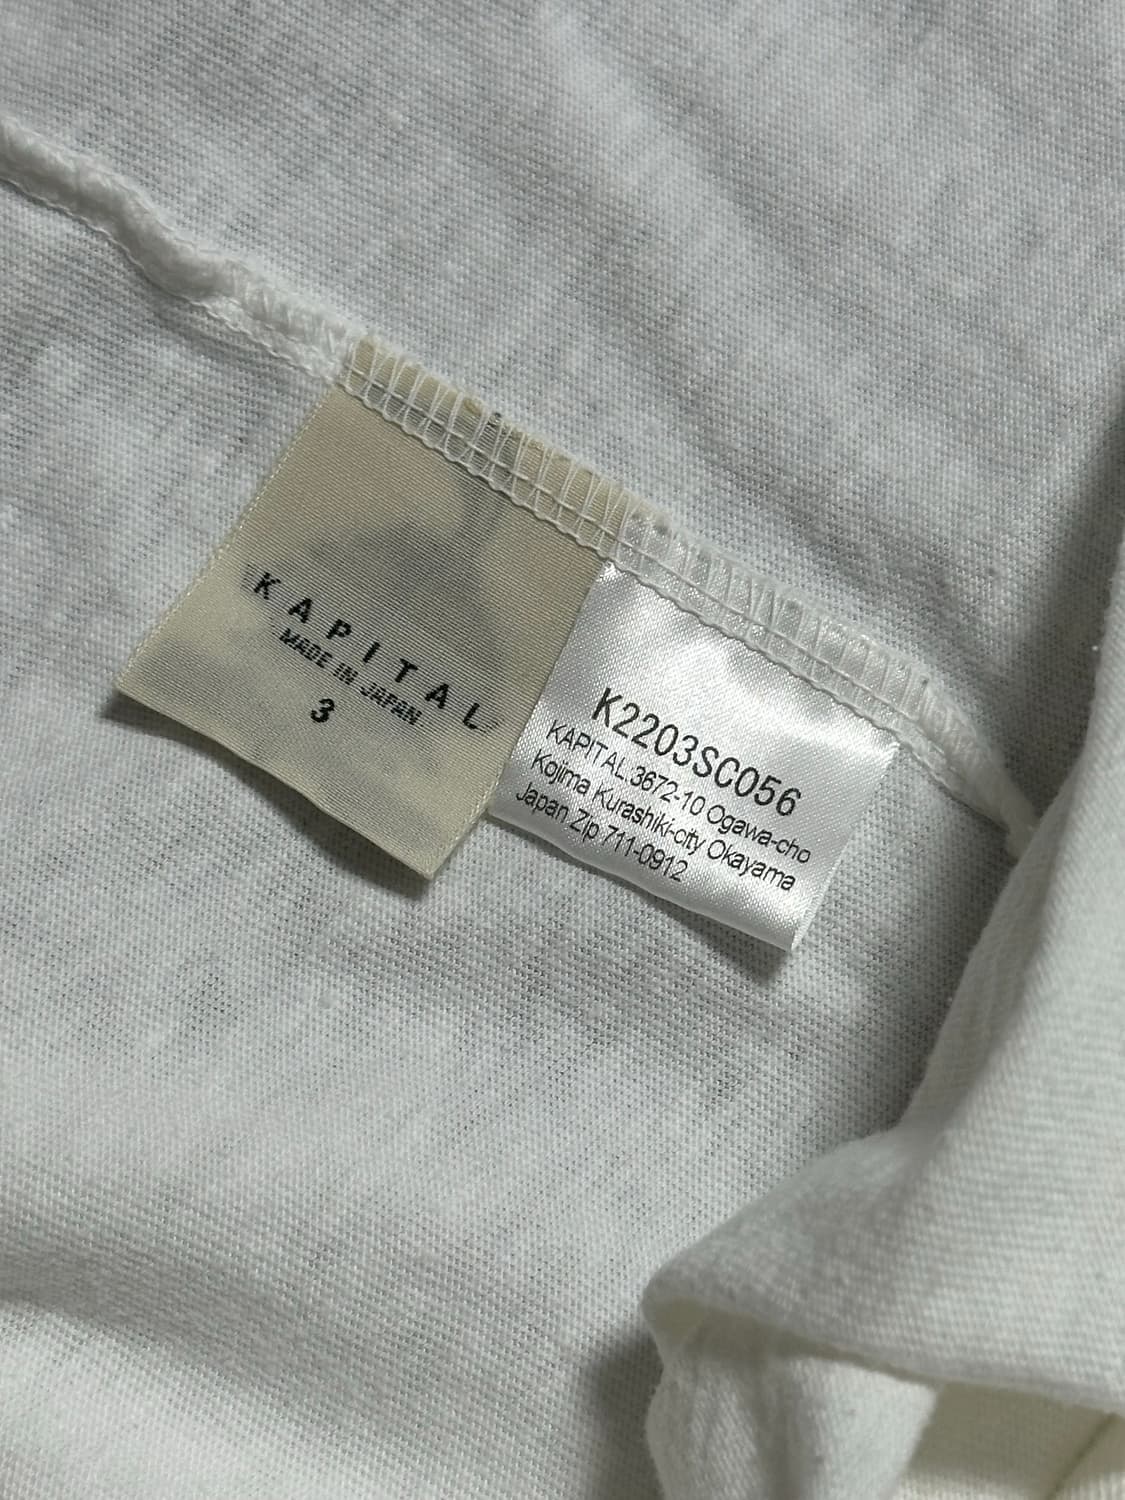 KAPITAL
MADE IN JAPAN
3
K2203SC056
KAPITAL.3672-10 Ogawa-cho
Kojima Kurashiki-city Okayama
Japan Zip 711-0912